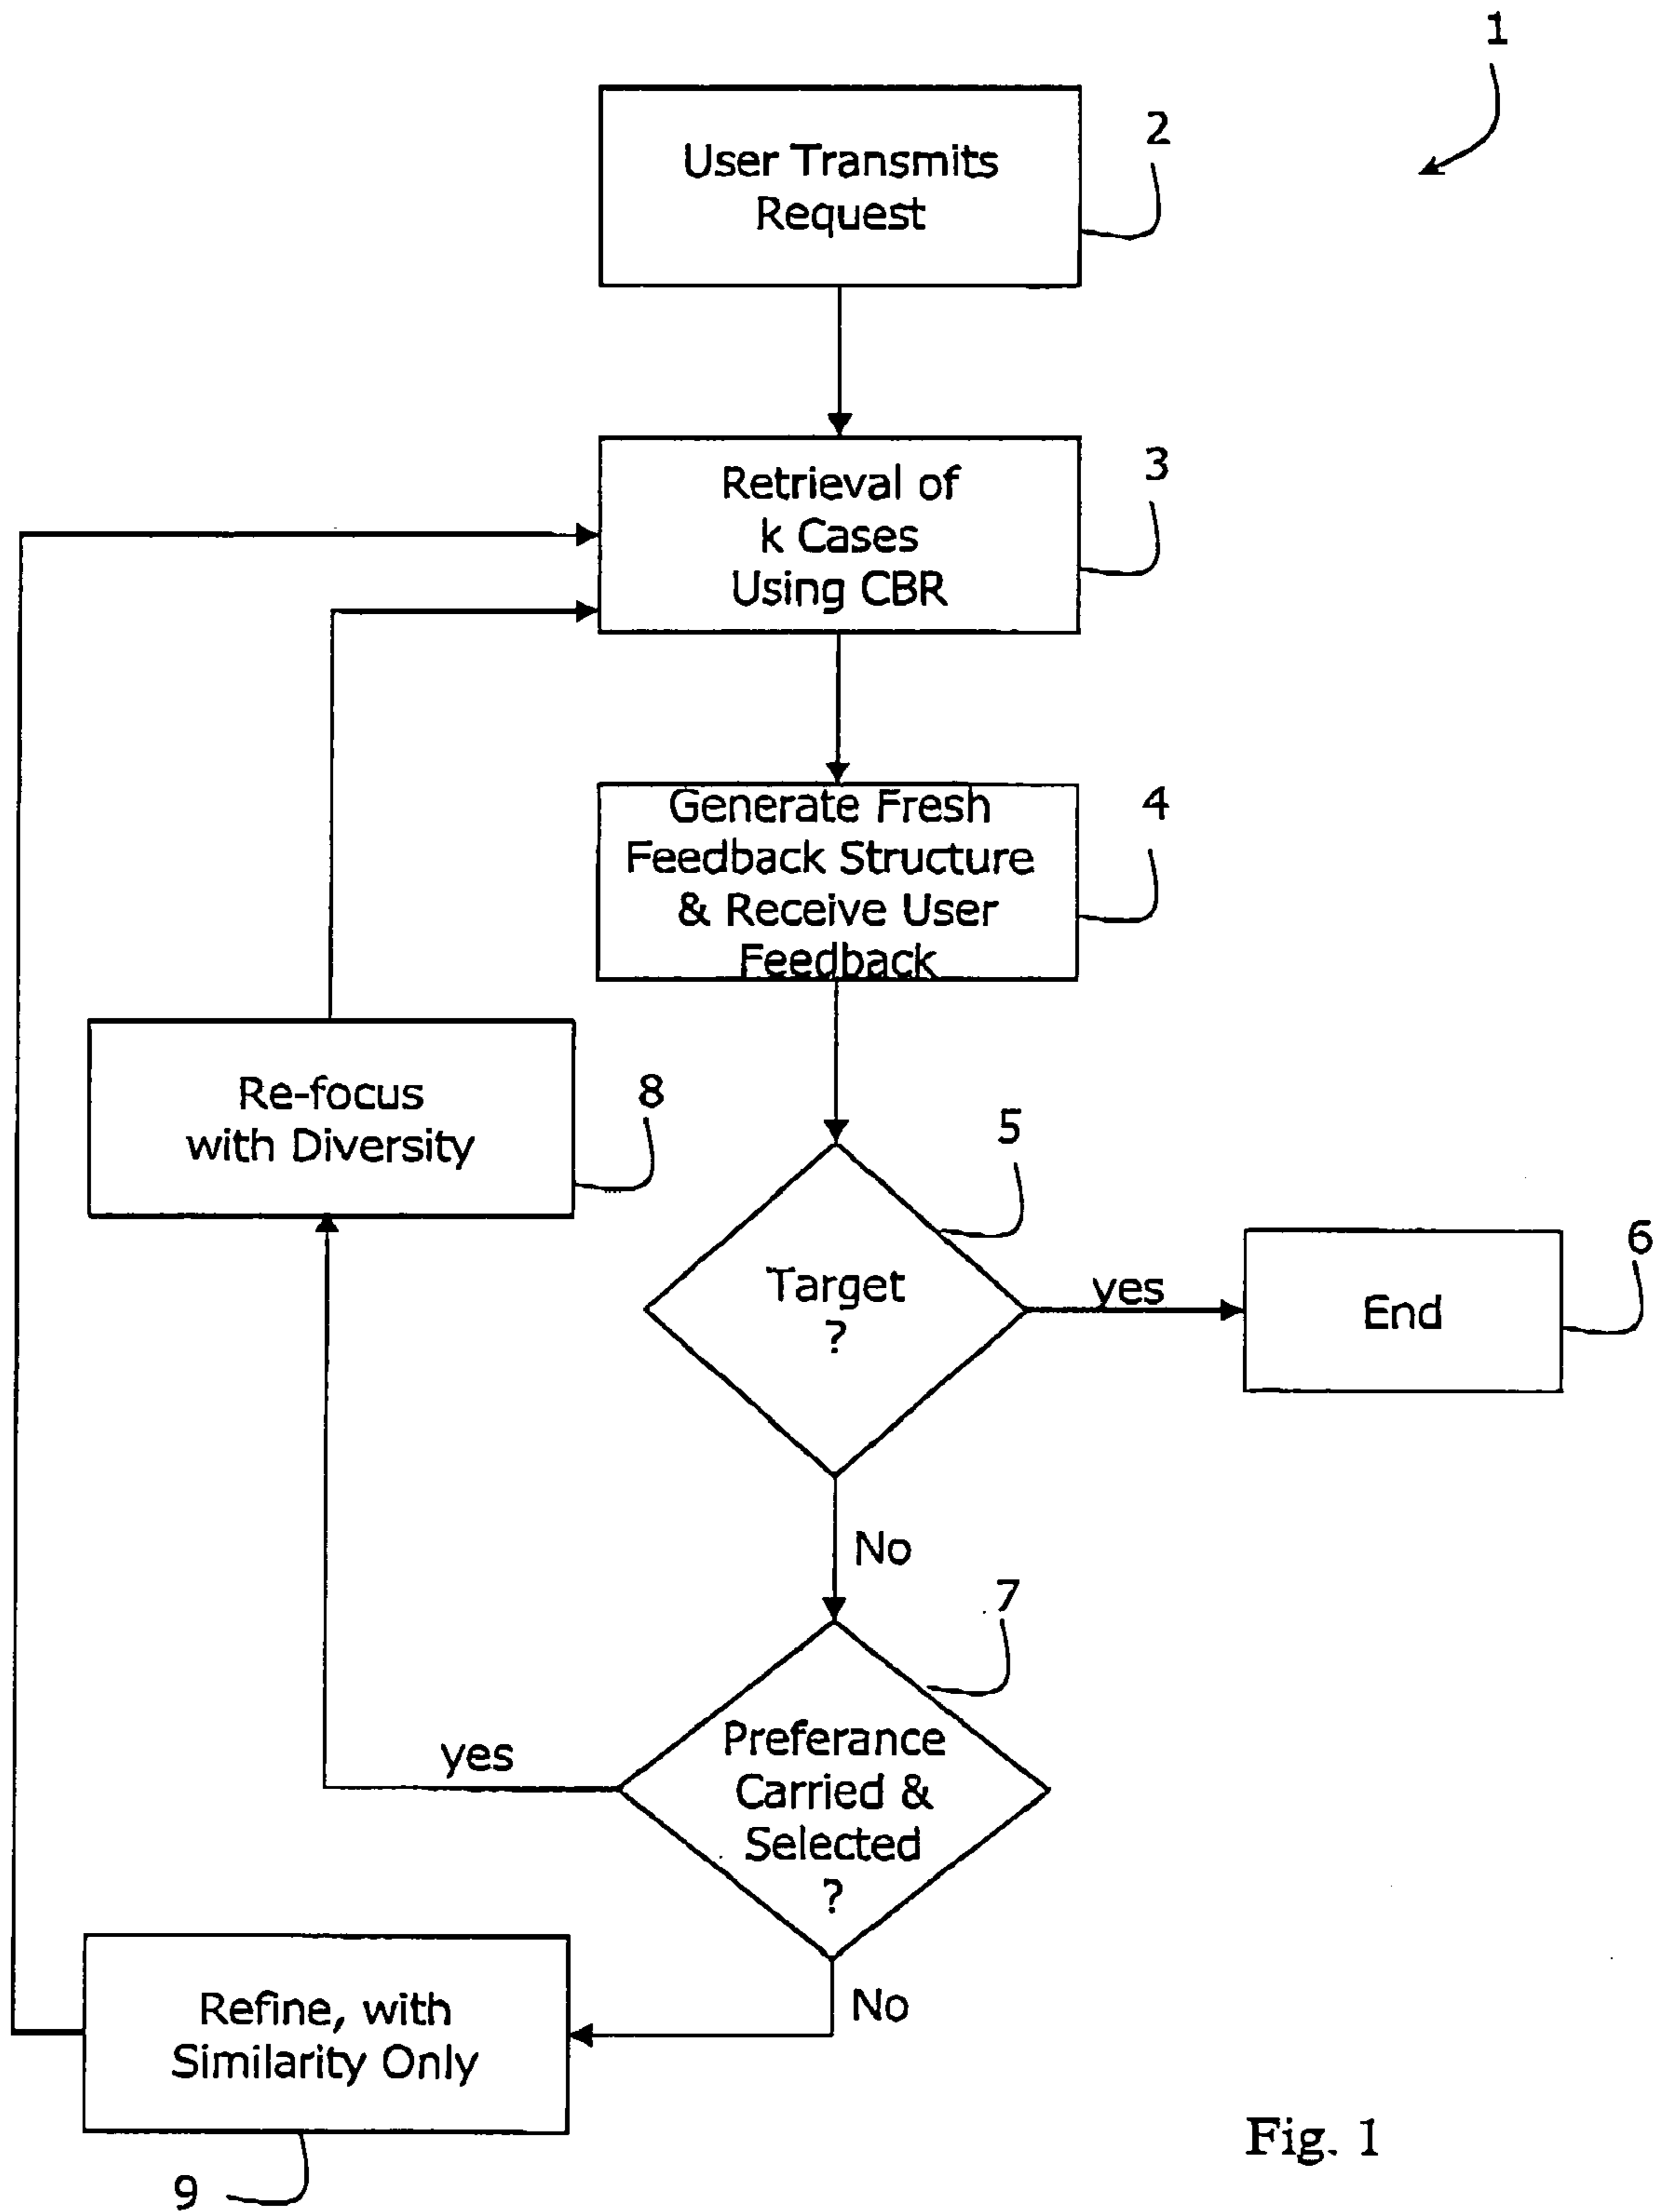 1
User Transmits
Request
2
Retrieval of
k Cases
Using CBR
3
Generate Fresh
Feedback Structure
& Receive User
Feedback
4
Re-focus
with Diversity
8
5
Target
?
yes
End
6
No
7
Preferance
Carried &
Selected
?
yes
No
Refine, with
Similarity Only
9
Fig. 1